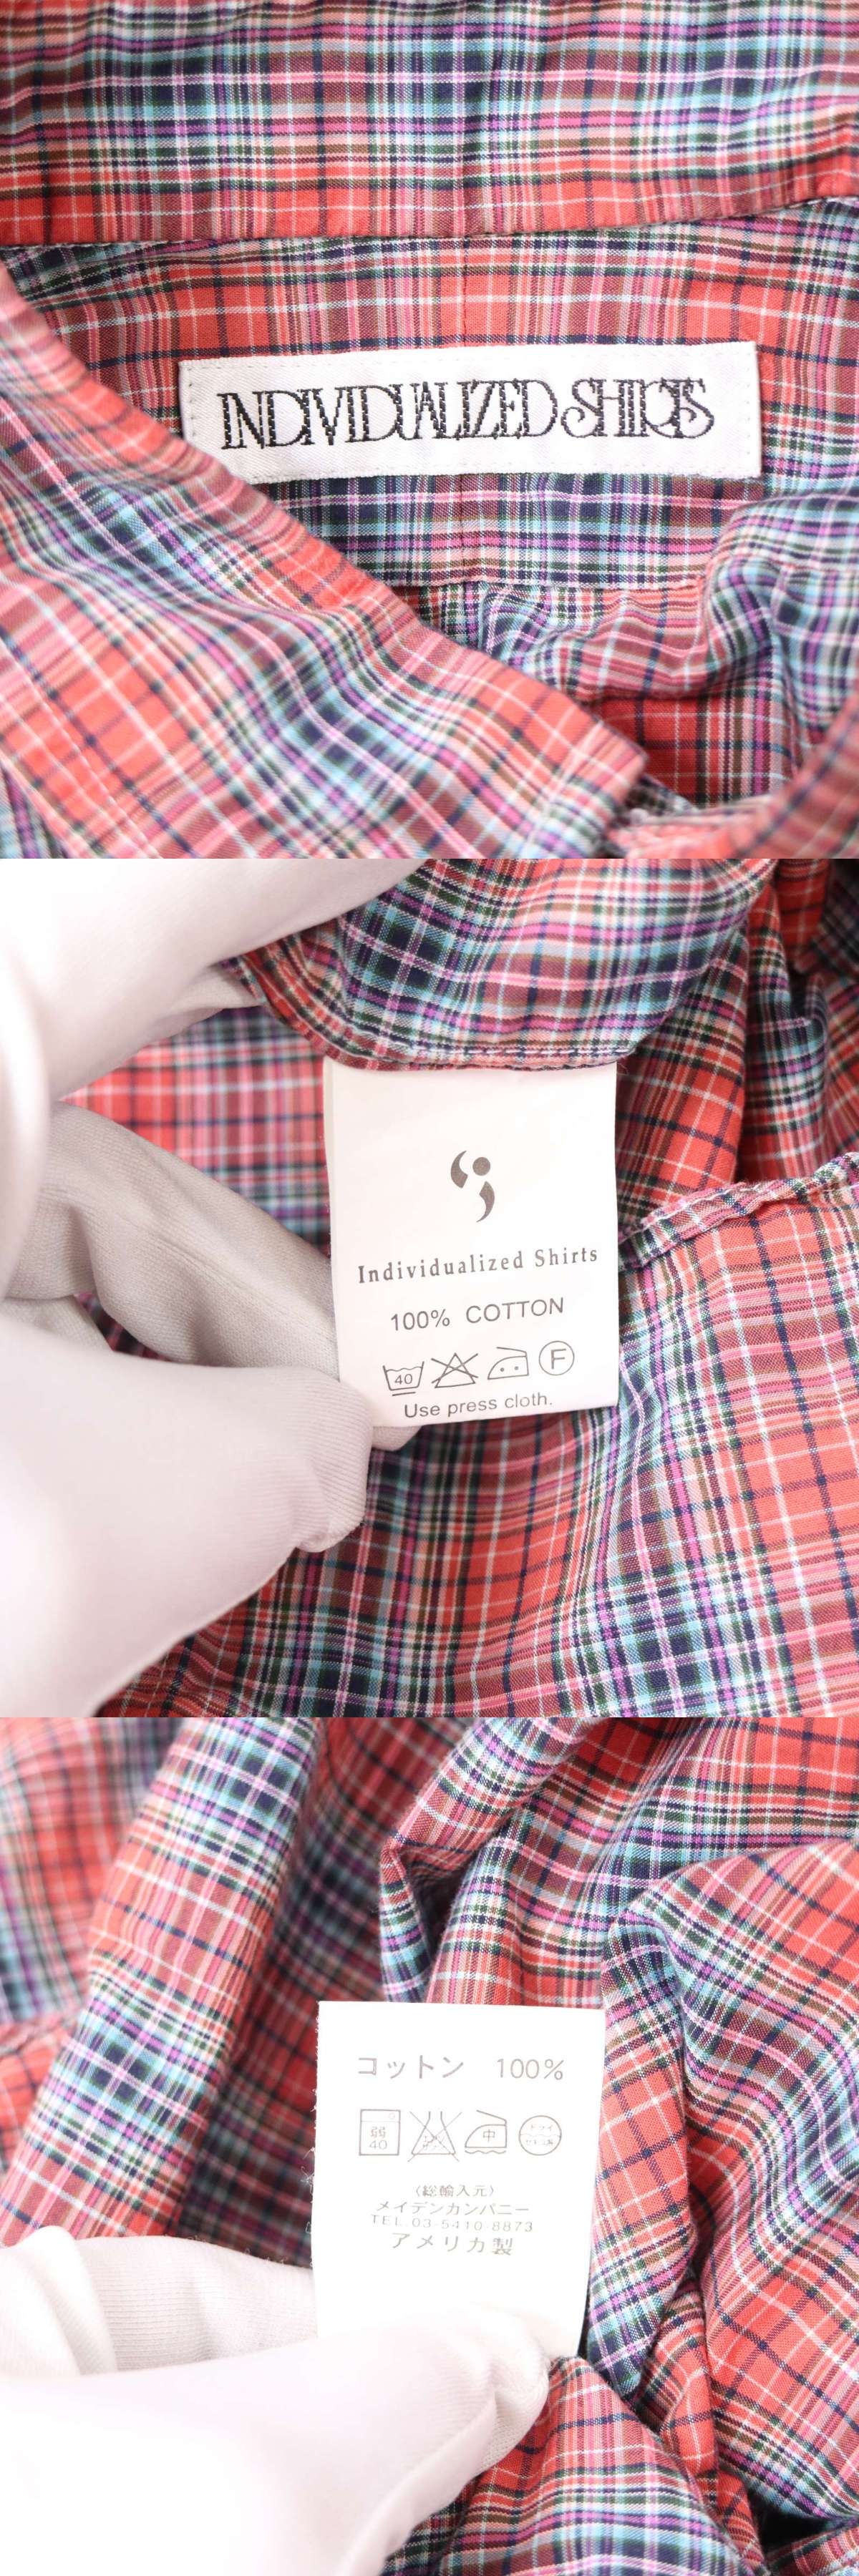 INDIVIDUALIZED SHIRTS
Individualized Shirts
100% COTTON
40 F
Use press cloth.
コットン 100%
弱 40 中
〈総輸入元〉
メイデンカンパニー
TEL 03-5410-8873
アメリカ製